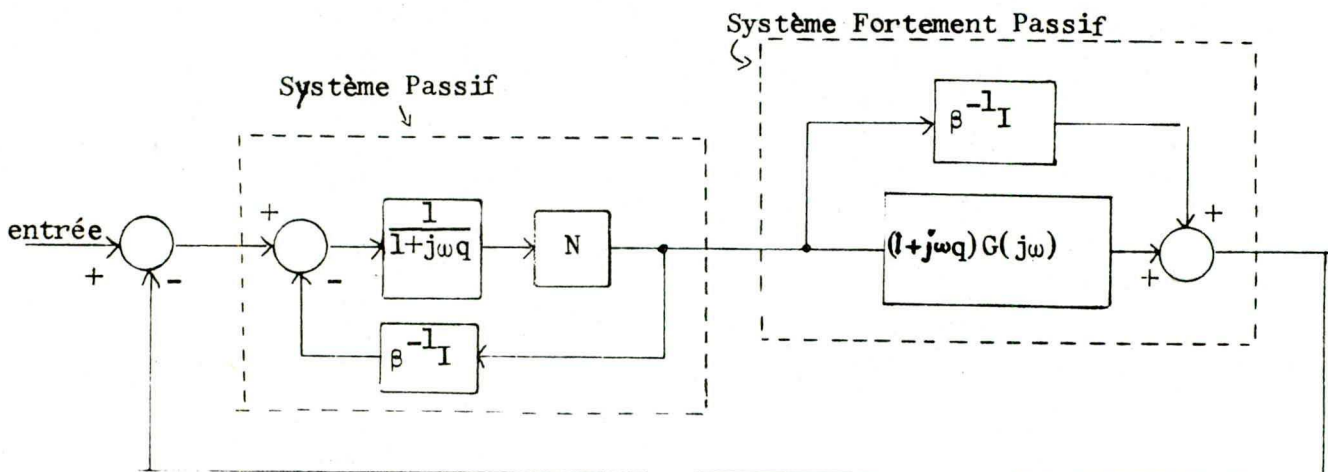 Système Fortement Passif
Système Passif
β⁻¹I
entrée
+
-
+
-
1
1+jωq
N
(1+jωq)G(jω)
+
+
β⁻¹I